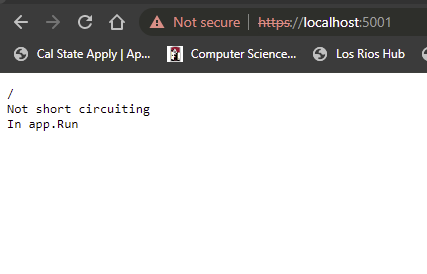 Not secure https://localhost:5001
Cal State Apply | Ap... Computer Science... Los Rios Hub
/
Not short circuiting
In app.Run